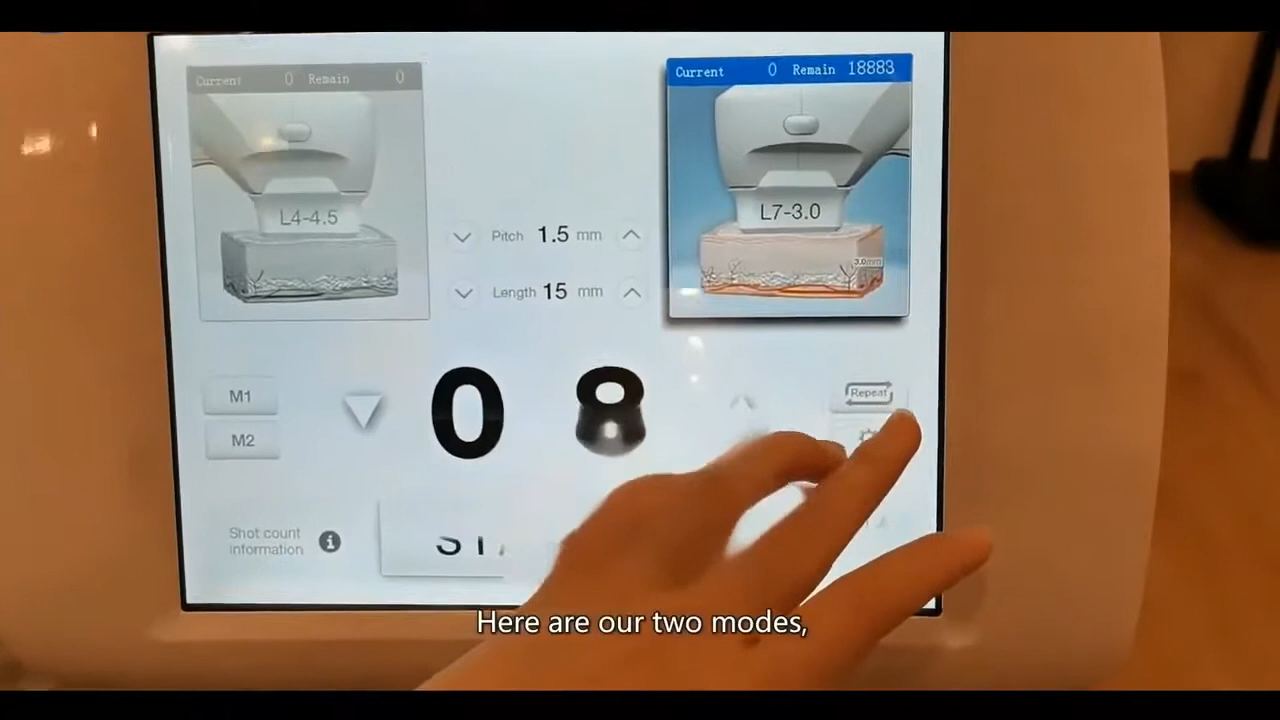 Current 0 Remain 0
L4-4.5
Pitch 1.5 mm
Length 15 mm
Current 0 Remain 18883
L7-3.0
3.0mm
M1
M2
0 8
Repeat
Shot count
information
Here are our two modes,